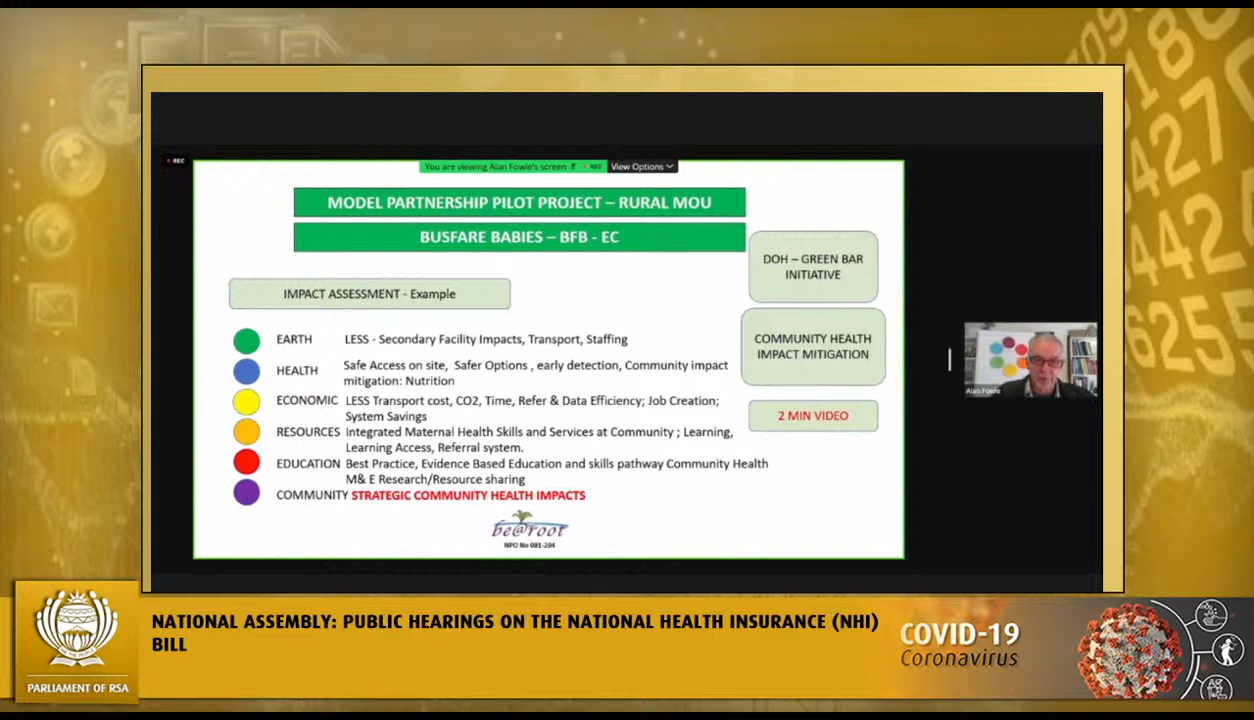 REC
You are viewing Alan Fowle's screen
REC
View Options
MODEL PARTNERSHIP PILOT PROJECT – RURAL MOU
BUSFARE BABIES – BFB - EC
DOH – GREEN BAR
INITIATIVE
IMPACT ASSESSMENT - Example
COMMUNITY HEALTH
IMPACT MITIGATION
2 MIN VIDEO
EARTH LESS - Secondary Facility Impacts, Transport, Staffing
HEALTH Safe Access on site, Safer Options , early detection, Community impact
mitigation: Nutrition
ECONOMIC LESS Transport cost, CO2, Time, Refer & Data Efficiency; Job Creation;
System Savings
RESOURCES Integrated Maternal Health Skills and Services at Community ; Learning,
Learning Access, Referral system.
EDUCATION Best Practice, Evidence Based Education and skills pathway Community Health
M& E Research/Resource sharing
COMMUNITY STRATEGIC COMMUNITY HEALTH IMPACTS
be@root
NPO No 081-204
Alan Fowle
NATIONAL ASSEMBLY: PUBLIC HEARINGS ON THE NATIONAL HEALTH INSURANCE (NHI)
BILL
PARLIAMENT OF RSA
COVID-19
Coronavirus